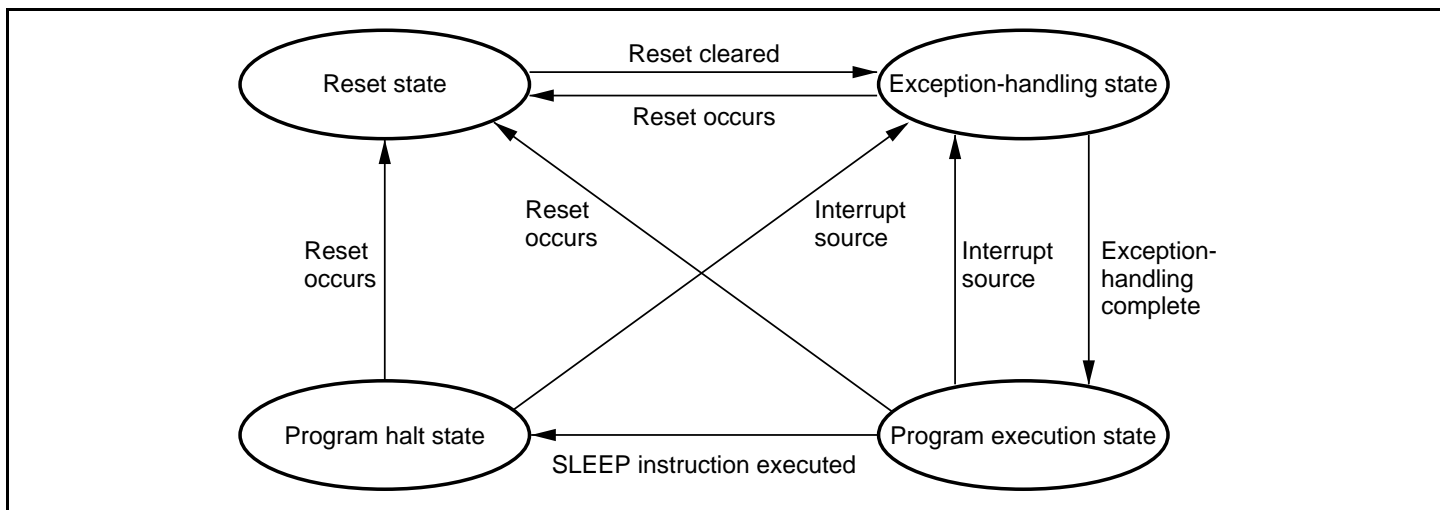 Reset cleared
Reset state
Exception-handling state
Reset occurs
Reset
occurs
Interrupt
source
Reset
occurs
Interrupt
source
Exception-
handling
complete
Program halt state
Program execution state
SLEEP instruction executed